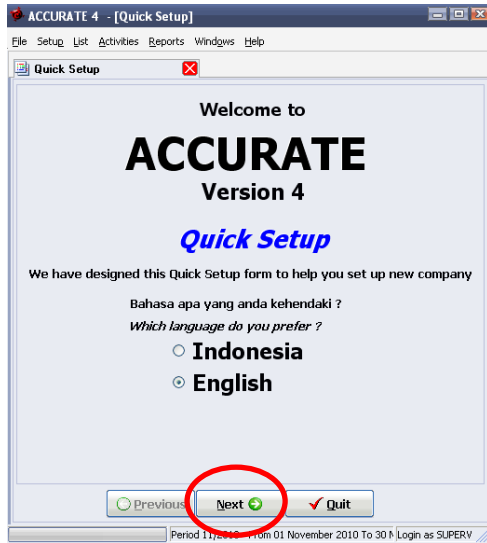 ACCURATE 4 - [Quick Setup]
File Setup List Activities Reports Windows Help
Quick Setup
Welcome to
ACCURATE
Version 4
Quick Setup
We have designed this Quick Setup form to help you set up new company
Bahasa apa yang anda kehendaki ?
Which language do you prefer ?
Indonesia
English
Previous Next Quit
Period 11/2010 From 01 November 2010 To 30 N Login as SUPERV